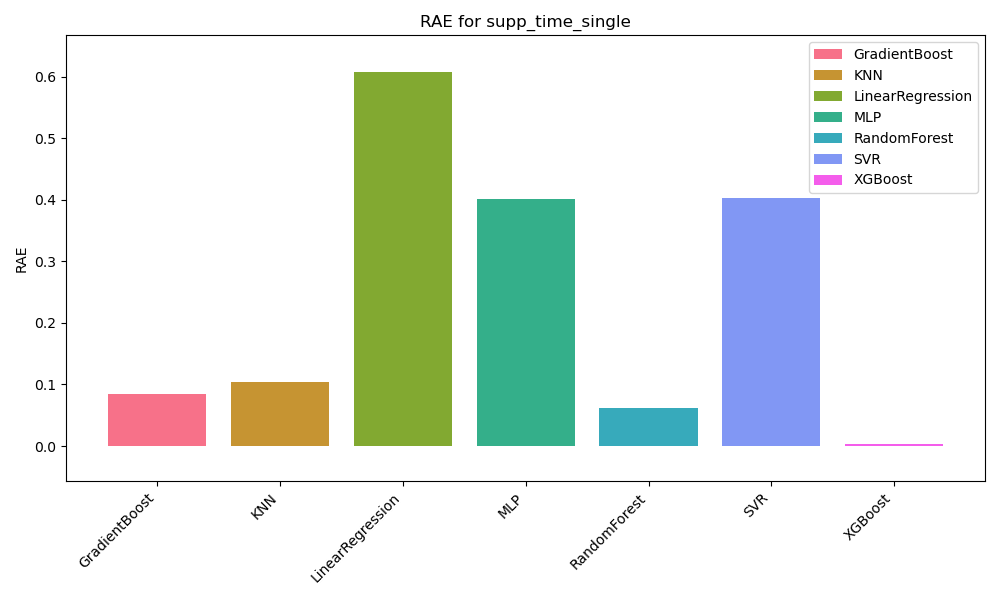 RAE for supp_time_single
GradientBoost
KNN
LinearRegression
MLP
RandomForest
SVR
XGBoost
RAE
0.6
0.5
0.4
0.3
0.2
0.1
0.0
GradientBoost
KNN
LinearRegression
MLP
RandomForest
SVR
XGBoost